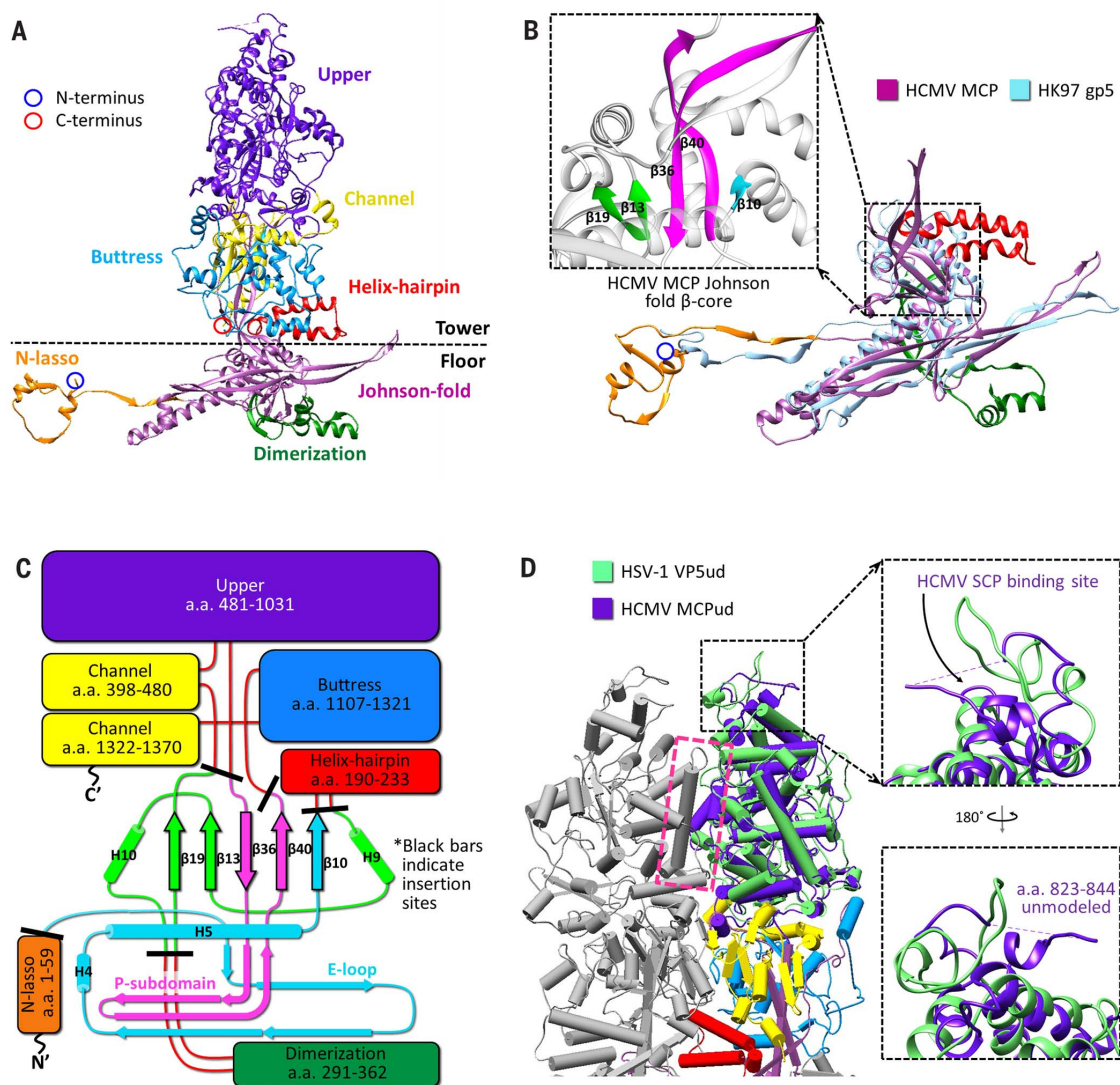 A
N-terminus
C-terminus
Upper
Channel
Buttress
Helix-hairpin
Tower
Floor
N-lasso
Johnson-fold
Dimerization
B
HCMV MCP
HK97 gp5
β40
β36
β19
β13
β10
HCMV MCP Johnson
fold β-core
C
Upper
a.a. 481-1031
Channel
a.a. 398-480
Buttress
a.a. 1107-1321
Channel
a.a. 1322-1370
C’
Helix-hairpin
a.a. 190-233
H10
β19
β13
β36
β40
β10
H9
*Black bars
indicate
insertion
sites
H5
N-lasso
a.a. 1-59
N’
H4
P-subdomain
E-loop
Dimerization
a.a. 291-362
D
HSV-1 VP5ud
HCMV MCPud
HCMV SCP binding site
180°
a.a. 823-844
unmodeled